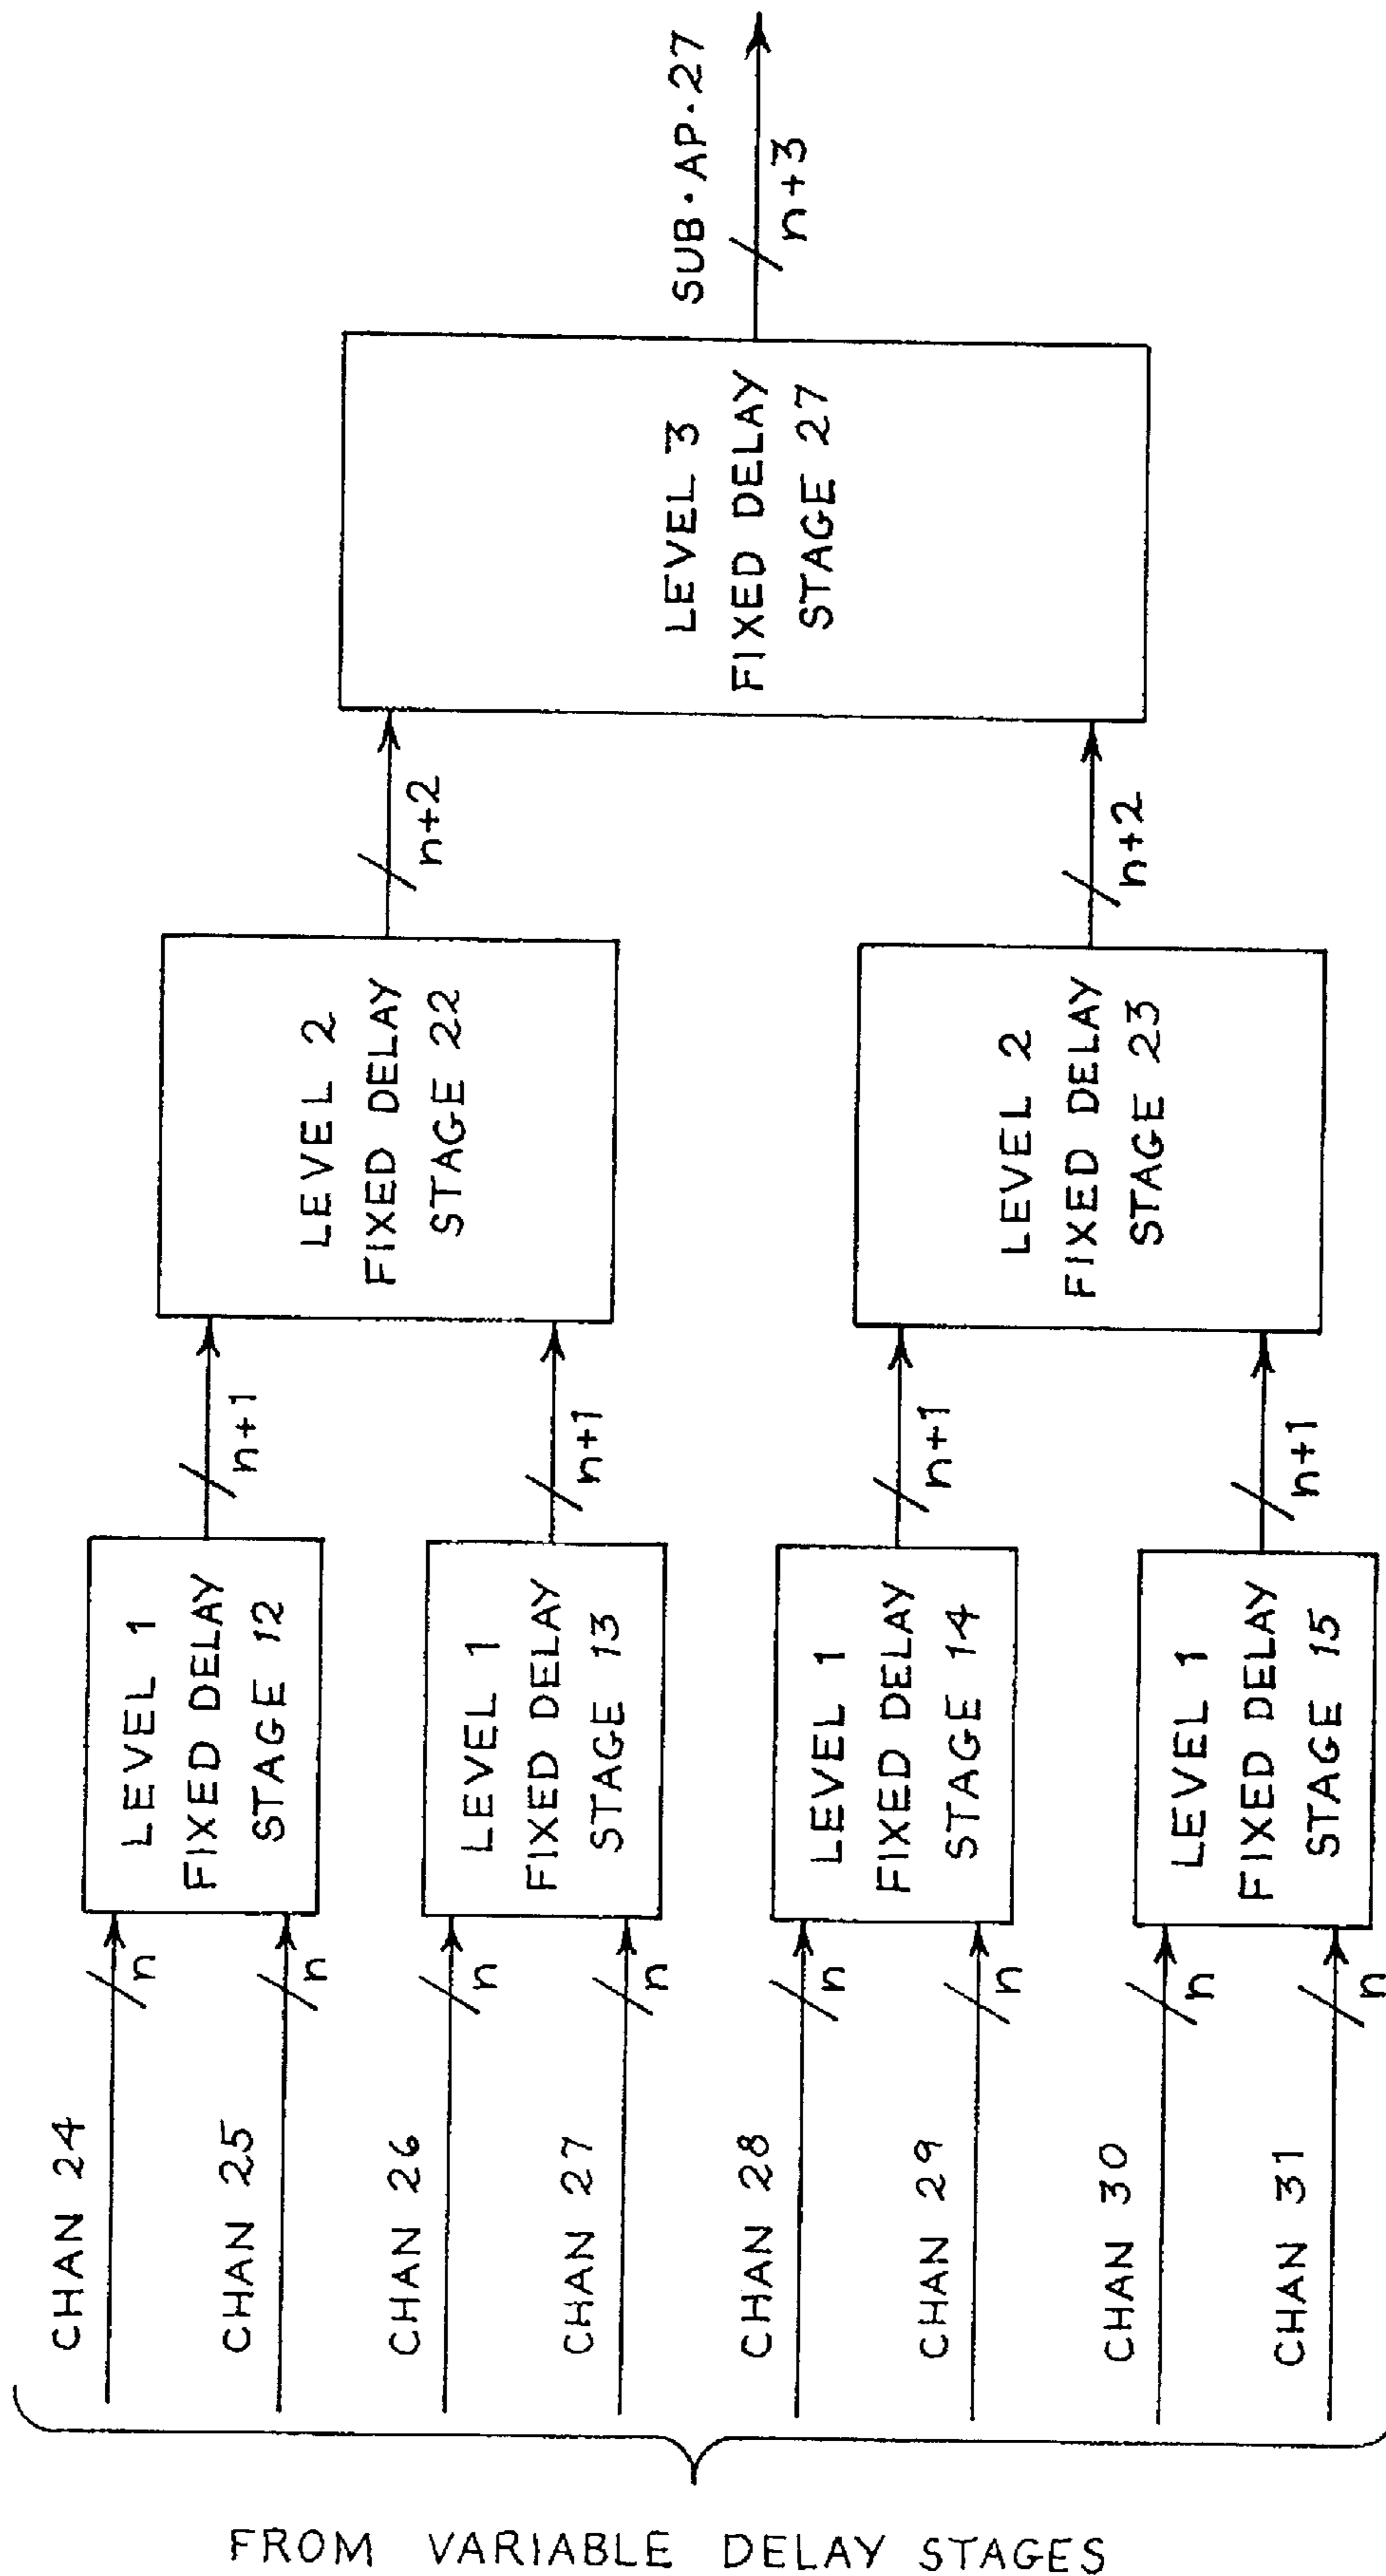 FROM VARIABLE DELAY STAGES
CHAN 24
n
CHAN 25
n
CHAN 26
n
CHAN 27
n
CHAN 28
n
CHAN 29
n
CHAN 30
n
CHAN 31
n
LEVEL 1
FIXED DELAY
STAGE 12
n+1
LEVEL 1
FIXED DELAY
STAGE 13
n+1
LEVEL 1
FIXED DELAY
STAGE 14
n+1
LEVEL 1
FIXED DELAY
STAGE 15
n+1
LEVEL 2
FIXED DELAY
STAGE 22
n+2
LEVEL 2
FIXED DELAY
STAGE 23
n+2
LEVEL 3
FIXED DELAY
STAGE 27
SUB·AP·27
n+3